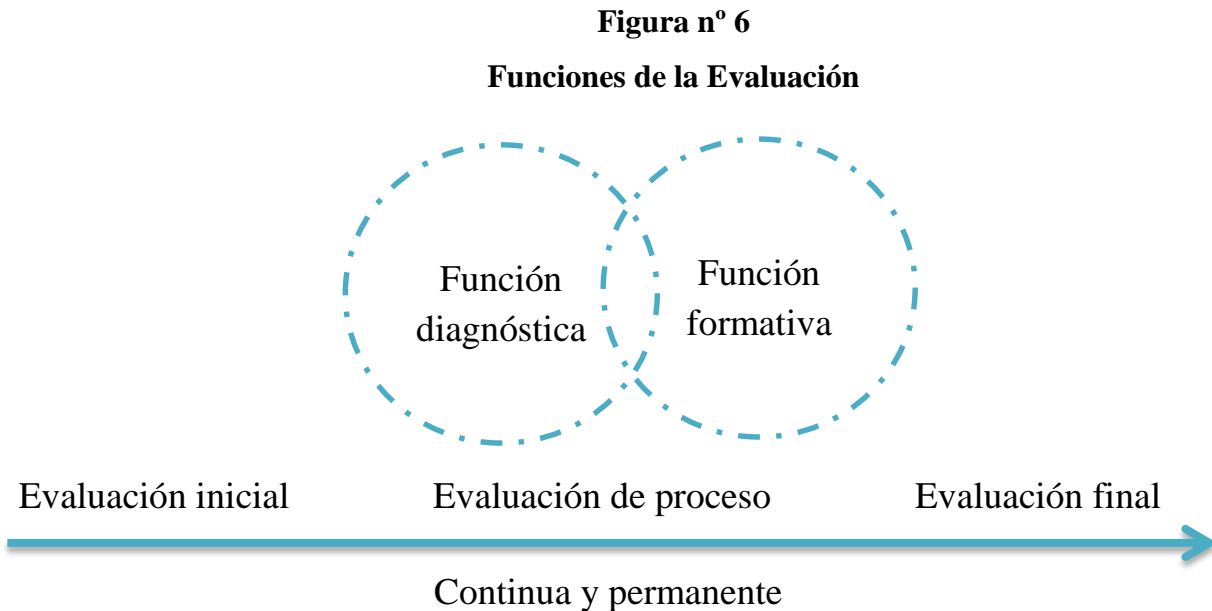 Figura nº 6
Funciones de la Evaluación
Función
diagnóstica
Función
formativa
Evaluación inicial
Evaluación de proceso
Evaluación final
Continua y permanente